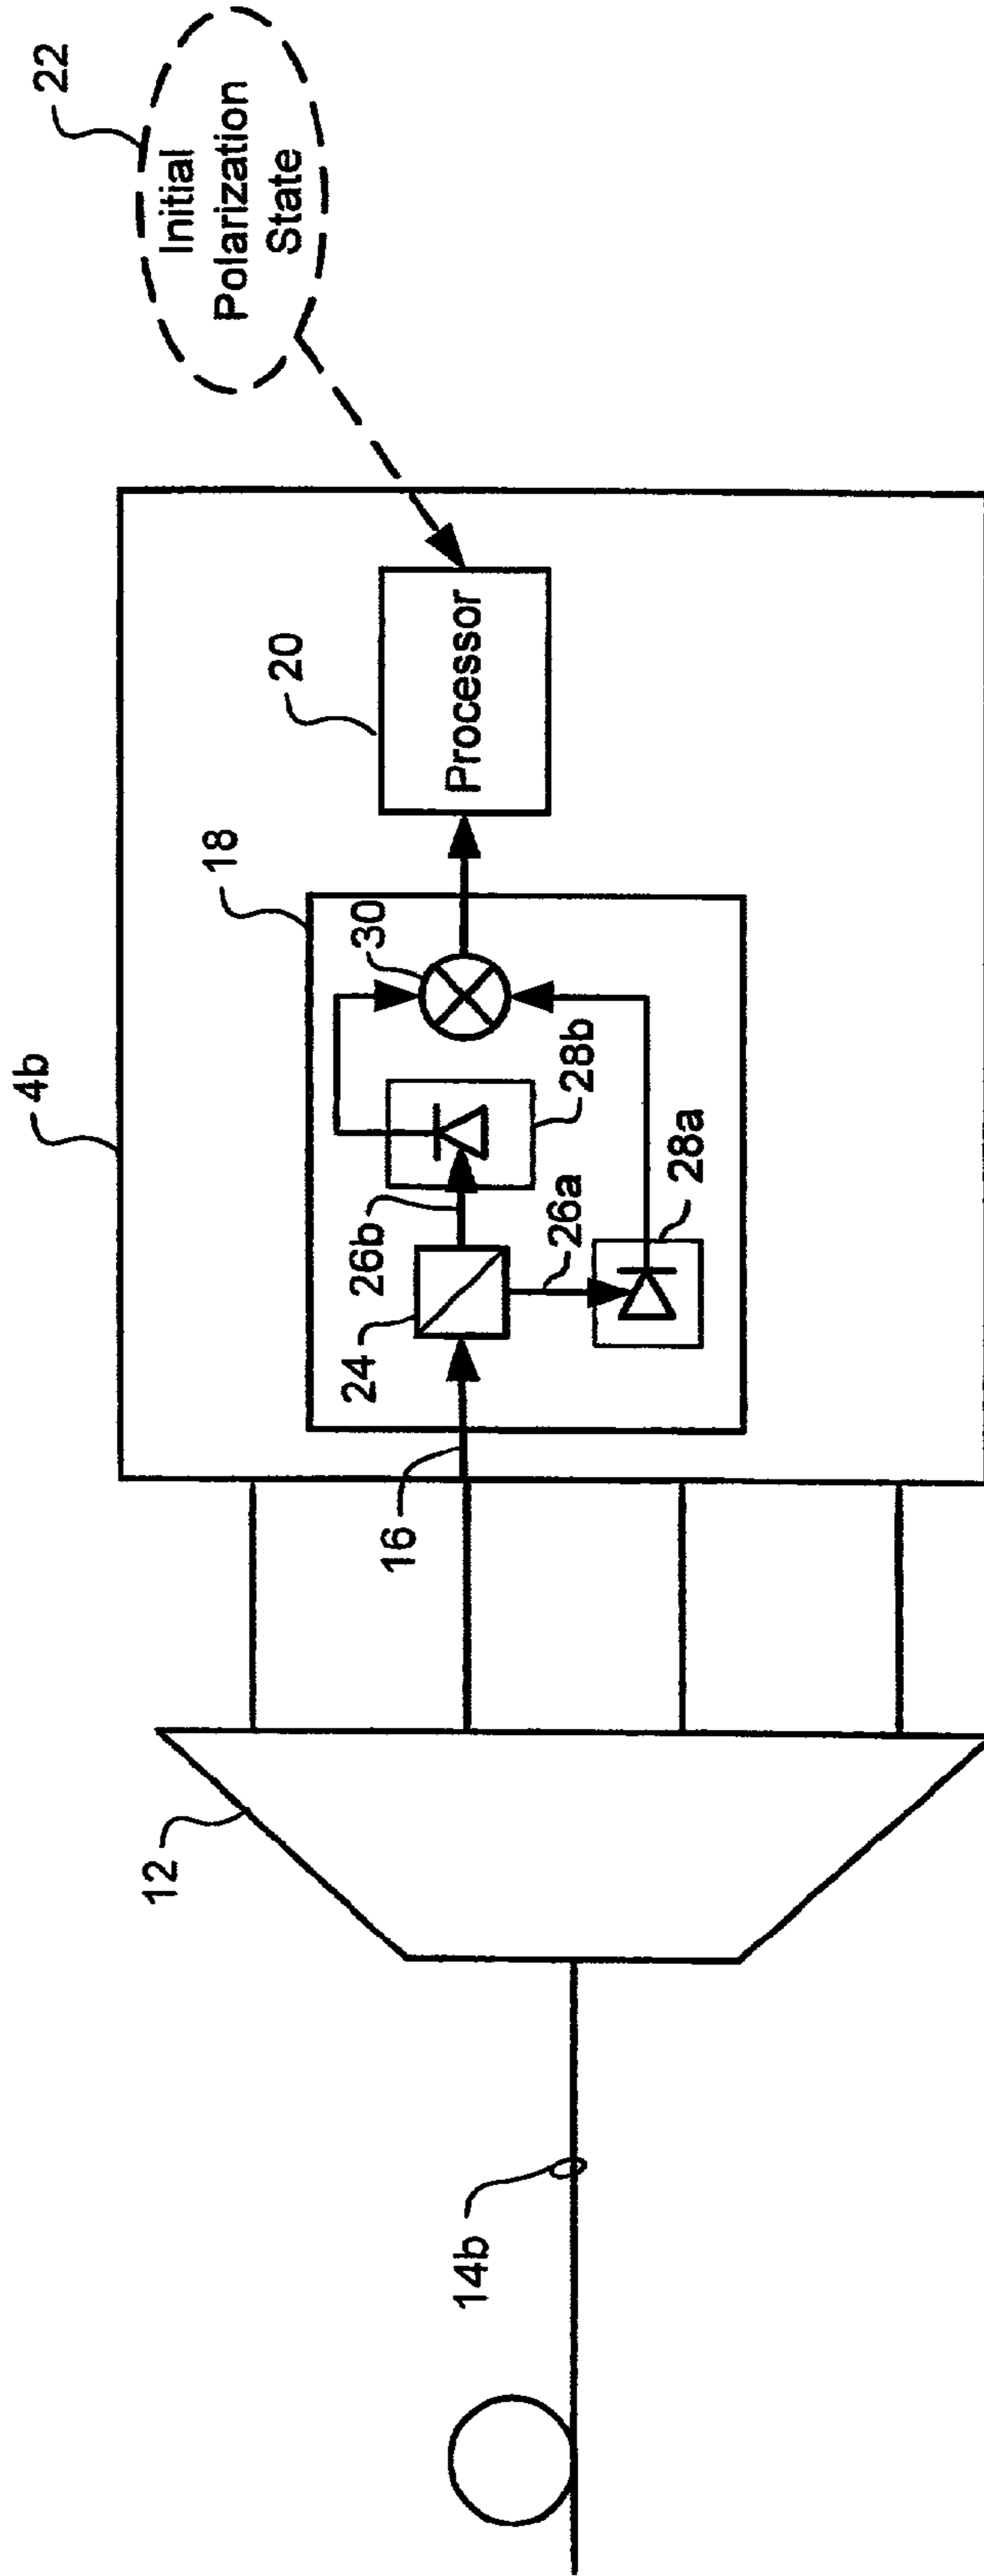 4b
22
Initial
Polarization
State
20
Processor
18
30
28b
26b
24
26a
28a
16
12
14b